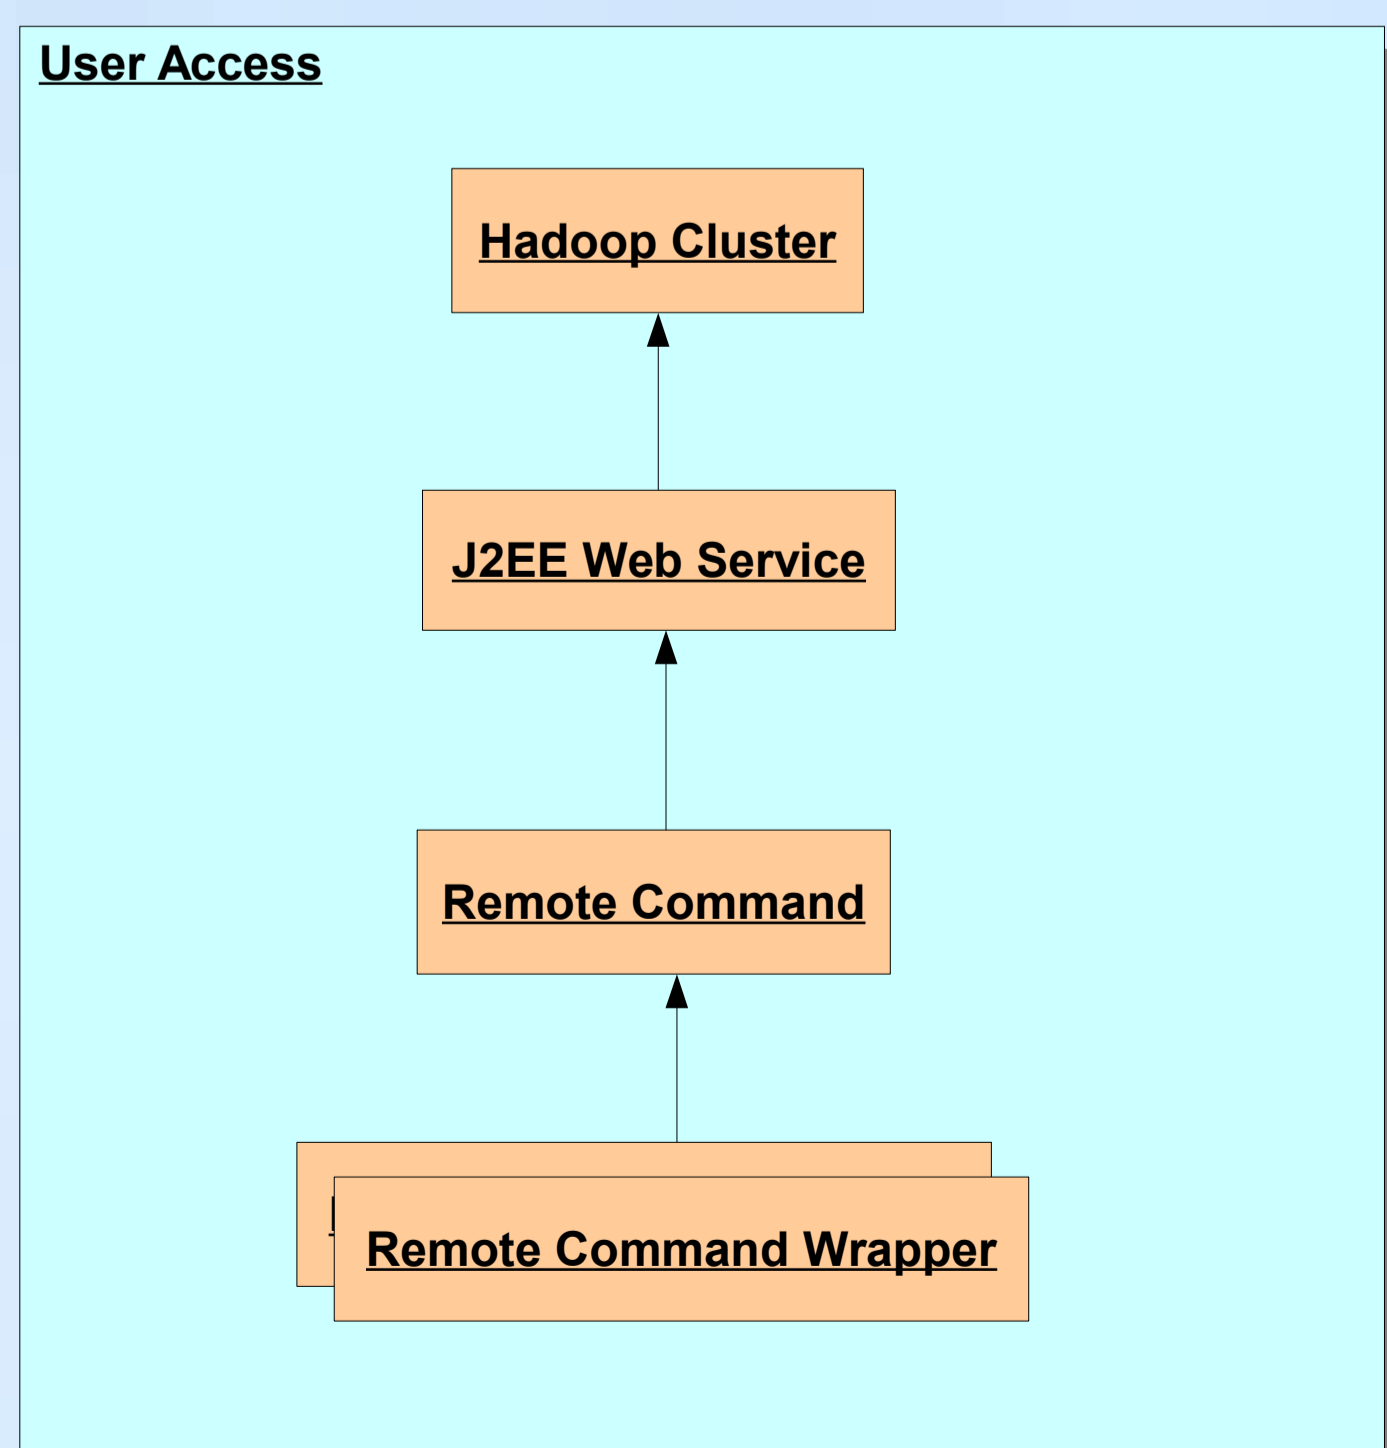 User Access
Hadoop Cluster
J2EE Web Service
Remote Command
Remote Command Wrapper